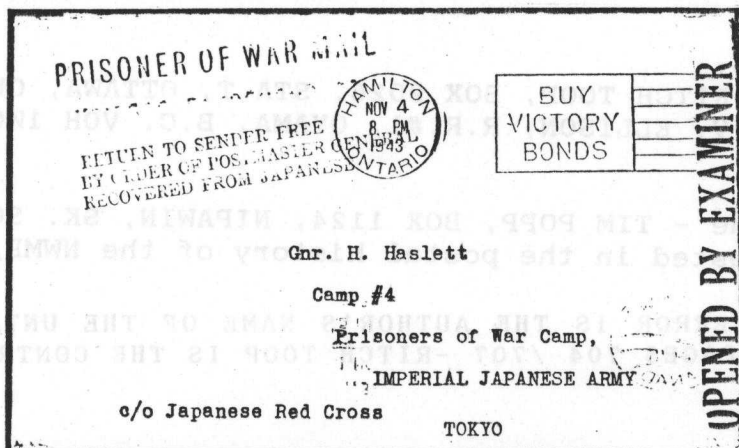 PRISONER OF WAR MAIL
HAMILTON
NOV 4
8 PM
1943
ONTARIO
BUY
VICTORY
BONDS
RETURN TO SENDER FREE
BY ORDER OF POSTMASTER GENERAL
RECOVERED FROM JAPANESE
OPENED BY EXAMINER
Gnr. H. Haslett
Camp #4
Prisoners of War Camp,
IMPERIAL JAPANESE ARMY
c/o Japanese Red Cross
TOKYO